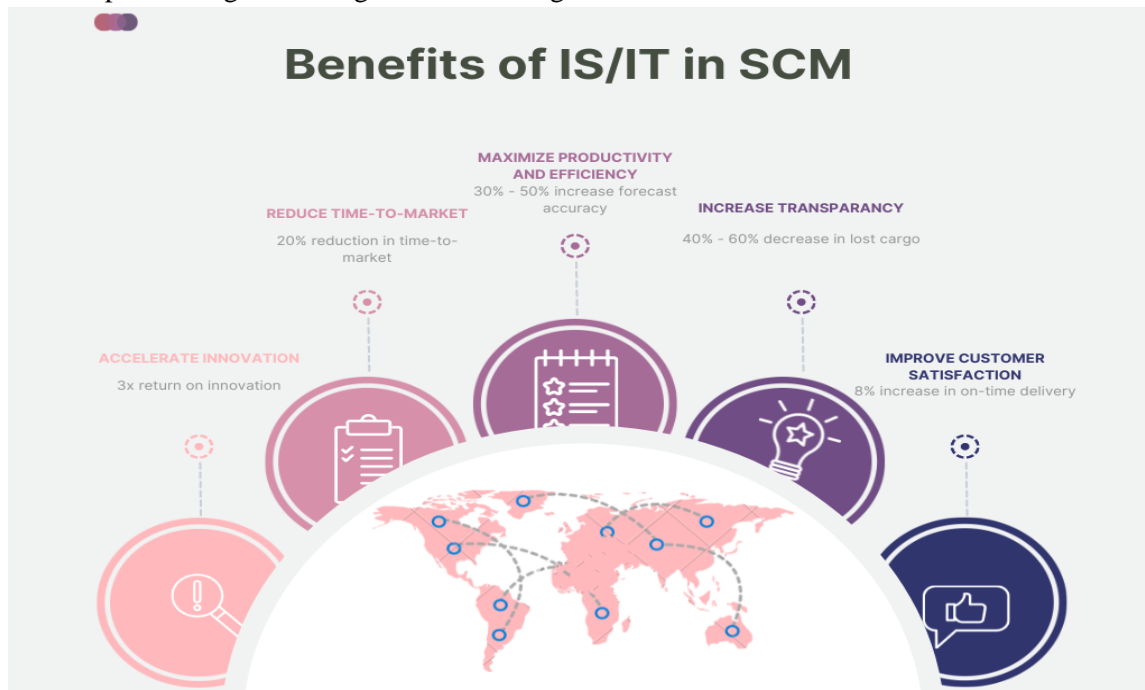 Benefits of IS/IT in SCM
MAXIMIZE PRODUCTIVITY
AND EFFICIENCY
30% - 50% increase forecast
accuracy
REDUCE TIME-TO-MARKET
20% reduction in time-to-
market
INCREASE TRANSPARANCY
40% - 60% decrease in lost cargo
ACCELERATE INNOVATION
3x return on innovation
IMPROVE CUSTOMER
SATISFACTION
8% increase in on-time delivery